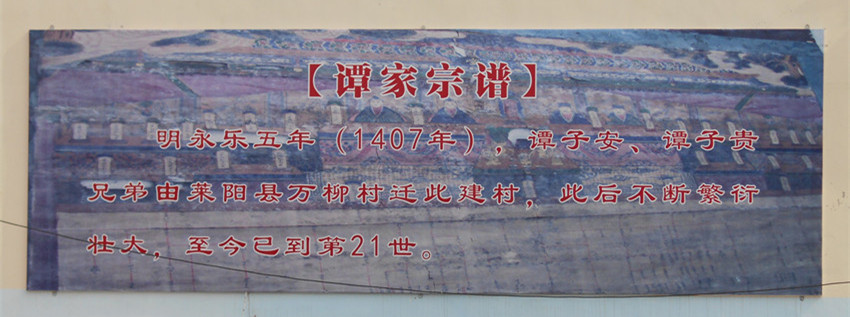 【谭家宗谱】
明永乐五年（1407年），谭子安、谭子贵
兄弟由莱阳县万柳村迁此建村，此后不断繁衍
壮大，至今已到第21世。